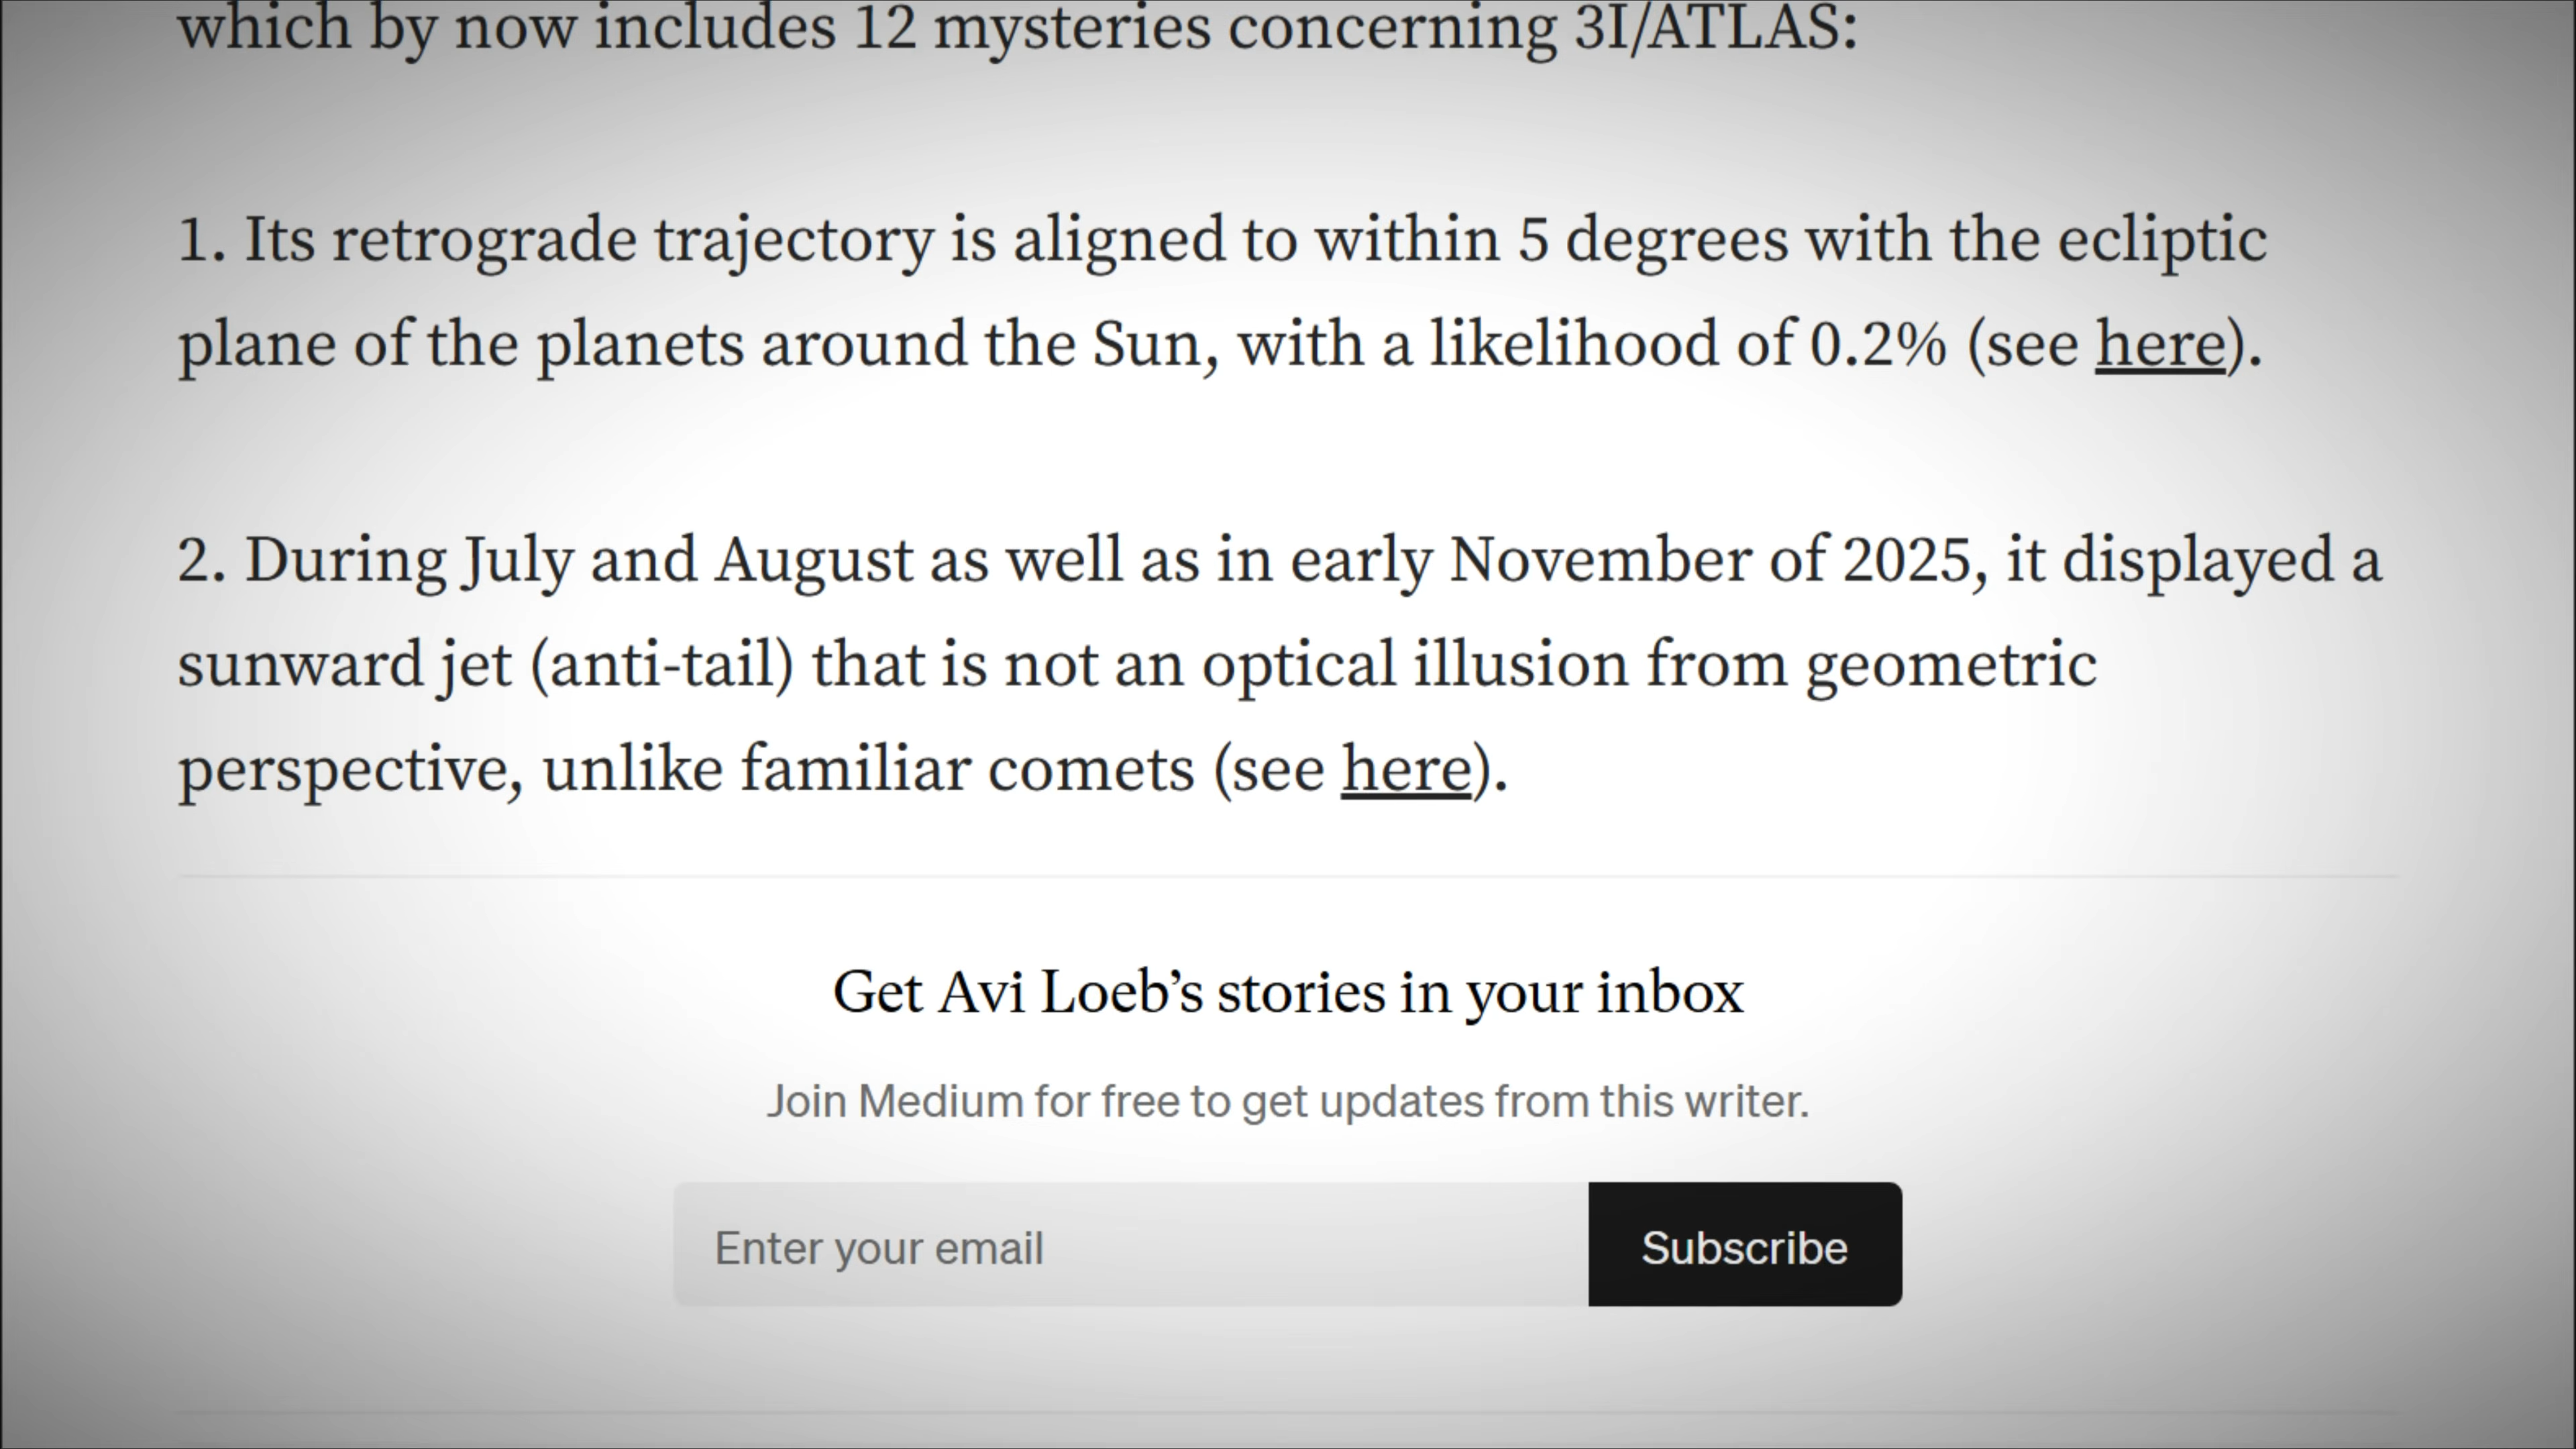 which by now includes 12 mysteries concerning 3I/ATLAS:
1. Its retrograde trajectory is aligned to within 5 degrees with the ecliptic
plane of the planets around the Sun, with a likelihood of 0.2% (see here).
2. During July and August as well as in early November of 2025, it displayed a
sunward jet (anti-tail) that is not an optical illusion from geometric
perspective, unlike familiar comets (see here).
Get Avi Loeb’s stories in your inbox
Join Medium for free to get updates from this writer.
Enter your email
Subscribe